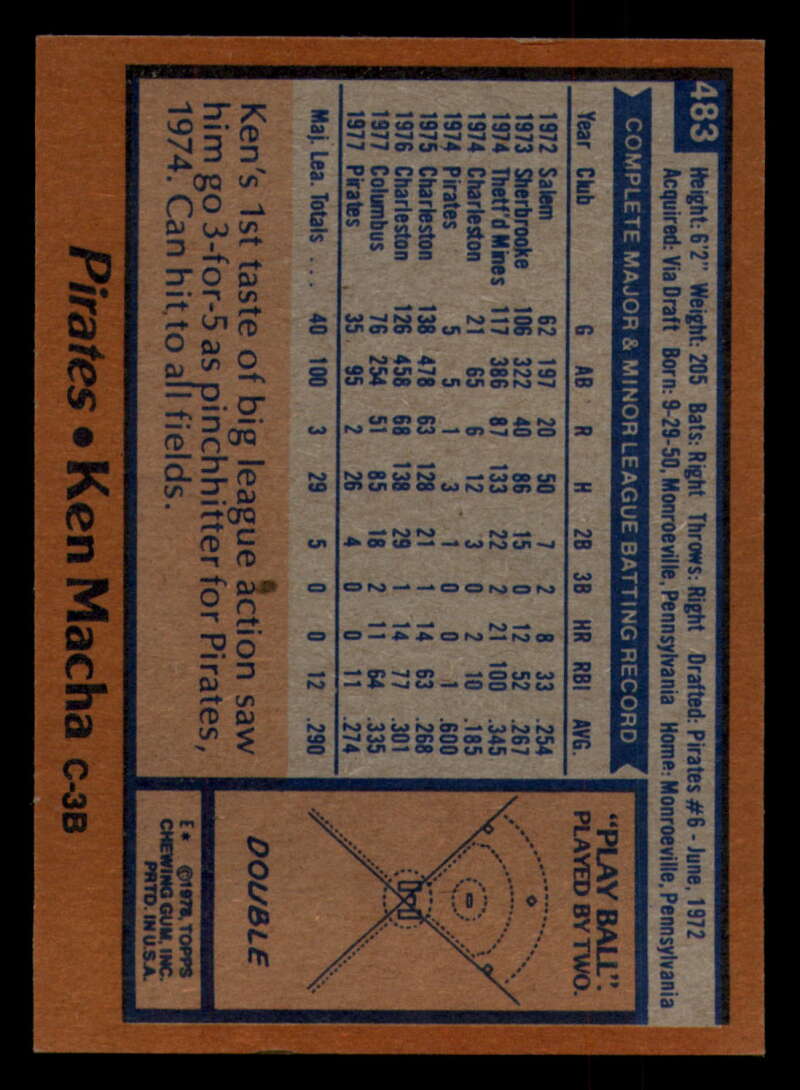 483
Height: 6'2" Weight: 205 Bats: Right Throws: Right Drafted: Pirates #6 - June, 1972
Acquired: Via Draft Born: 9-29-50, Monroeville, Pennsylvania Home: Monroeville, Pennsylvania
COMPLETE MAJOR & MINOR LEAGUE BATTING RECORD
Year Club G AB R H 2B 3B HR RBI AVG.
1972 Salem 62 197 20 50 7 2 8 33 .254
1973 Sherbrooke 106 322 40 86 15 0 12 52 .267
1974 Thetf'd Mines 117 386 87 133 22 2 21 100 .345
1974 Charleston 21 65 6 12 3 0 2 10 .185
1974 Pirates 5 5 1 3 1 0 0 1 .600
1975 Charleston 138 478 63 128 21 1 14 63 .268
1976 Charleston 126 458 68 138 29 1 14 77 .301
1977 Columbus 76 254 51 85 18 2 11 64 .335
1977 Pirates 35 95 2 26 4 0 0 11 .274
Maj. Lea. Totals ... 40 100 3 29 5 0 0 12 .290
Ken's 1st taste of big league action saw
him go 3-for-5 as pinchhitter for Pirates,
1974. Can hit to all fields.
"PLAY BALL"-
PLAYED BY TWO.
DOUBLE
E* ©1978, TOPPS
CHEWING GUM, INC.
PRTD. IN U.S.A.
Pirates • Ken Macha C-3B